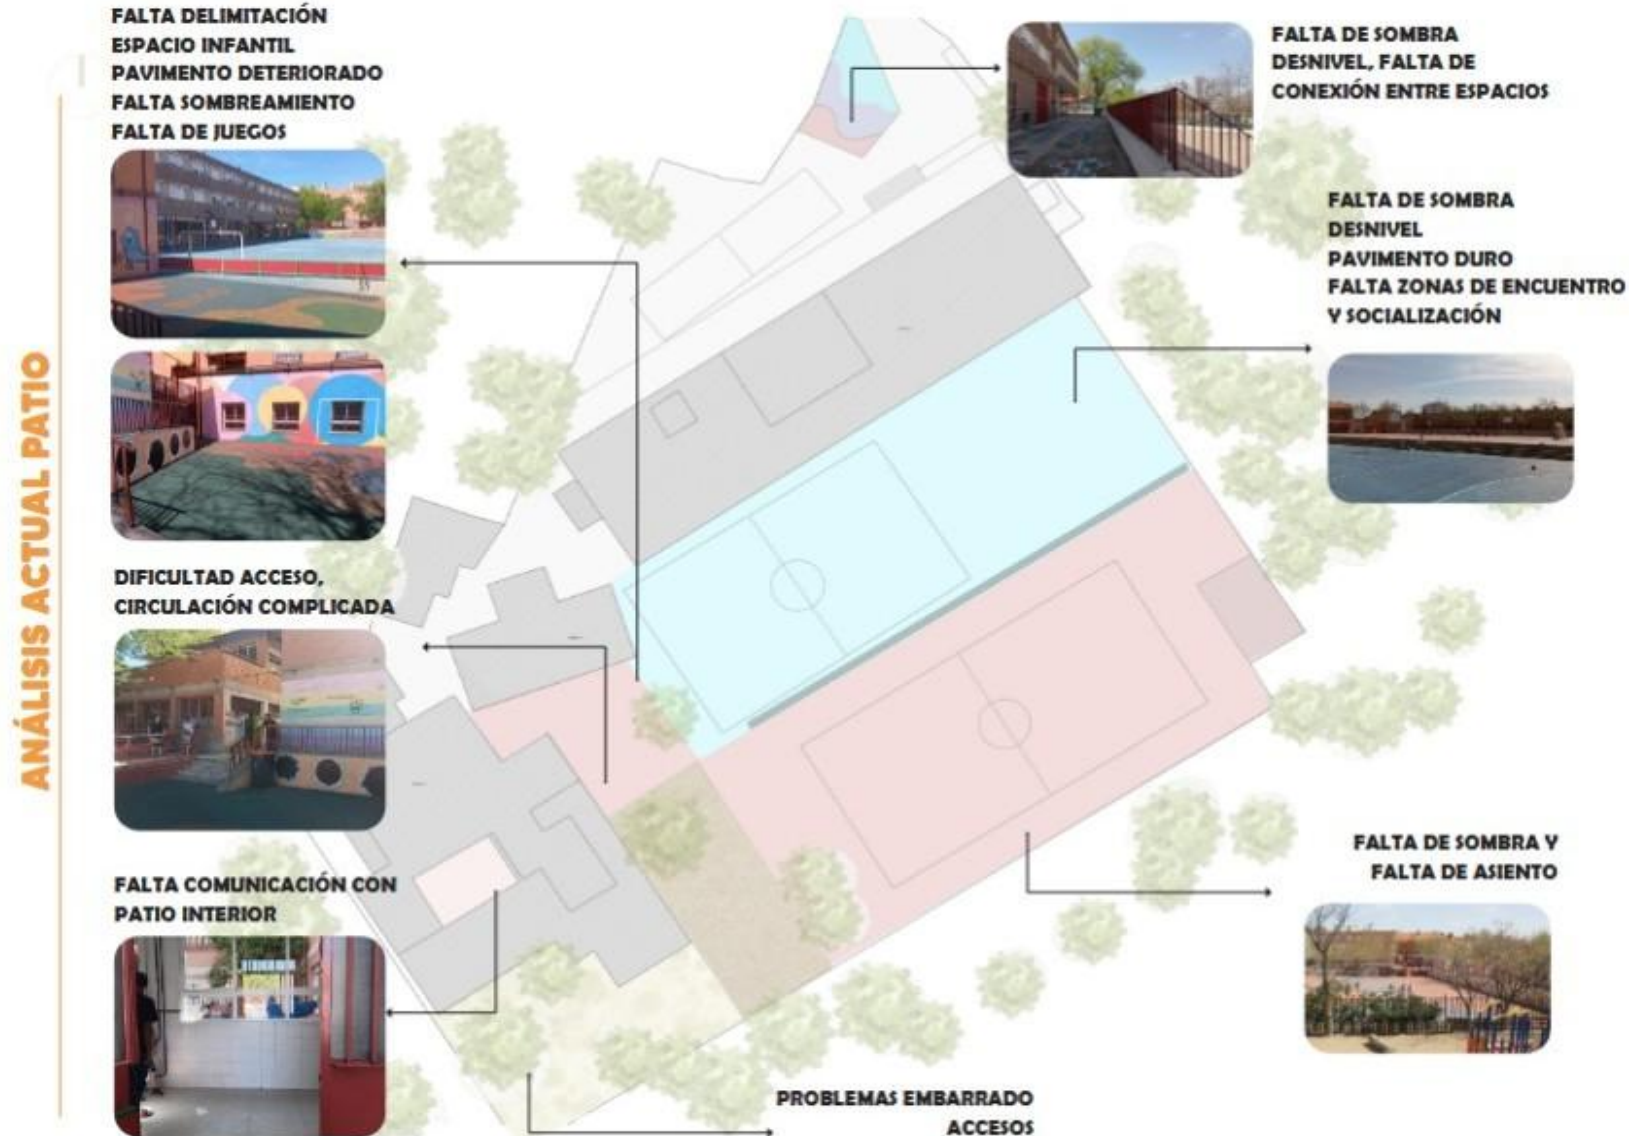 ANÁLISIS ACTUAL PATIO
FALTA DELIMITACIÓN
ESPACIO INFANTIL
PAVIMENTO DETERIORADO
FALTA SOMBREAMIENTO
FALTA DE JUEGOS
DIFICULTAD ACCESO,
CIRCULACIÓN COMPLICADA
FALTA COMUNICACIÓN CON
PATIO INTERIOR
FALTA DE SOMBRA
DESNIVEL, FALTA DE
CONEXIÓN ENTRE ESPACIOS
FALTA DE SOMBRA
DESNIVEL
PAVIMENTO DURO
FALTA ZONAS DE ENCUENTRO
Y SOCIALIZACIÓN
FALTA DE SOMBRA Y
FALTA DE ASIENTO
PROBLEMAS EMBARRADO
ACCESOS